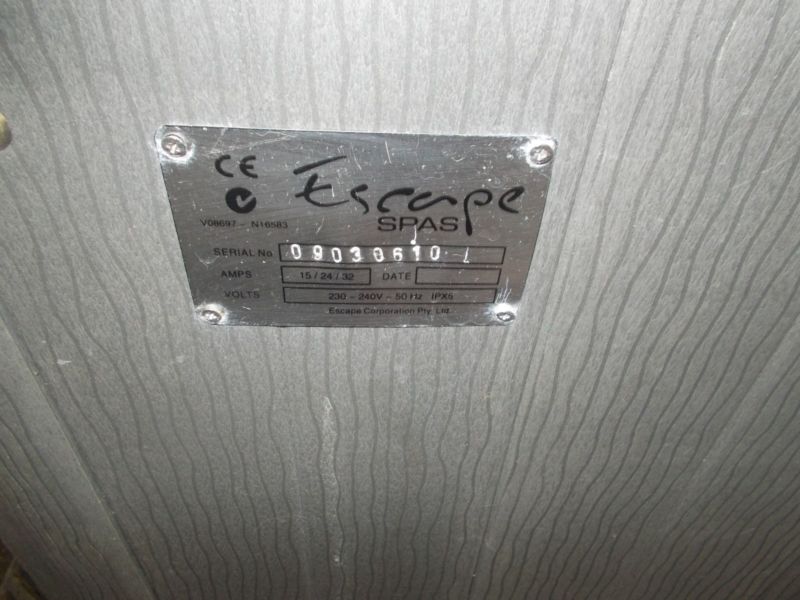 CE Escape
SPAS
V08697 - N16583
SERIAL No 09030610 L
AMPS 15 / 24 / 32 DATE
VOLTS 230 - 240V - 50 Hz IPX5
Escape Corporation Pty. Ltd.